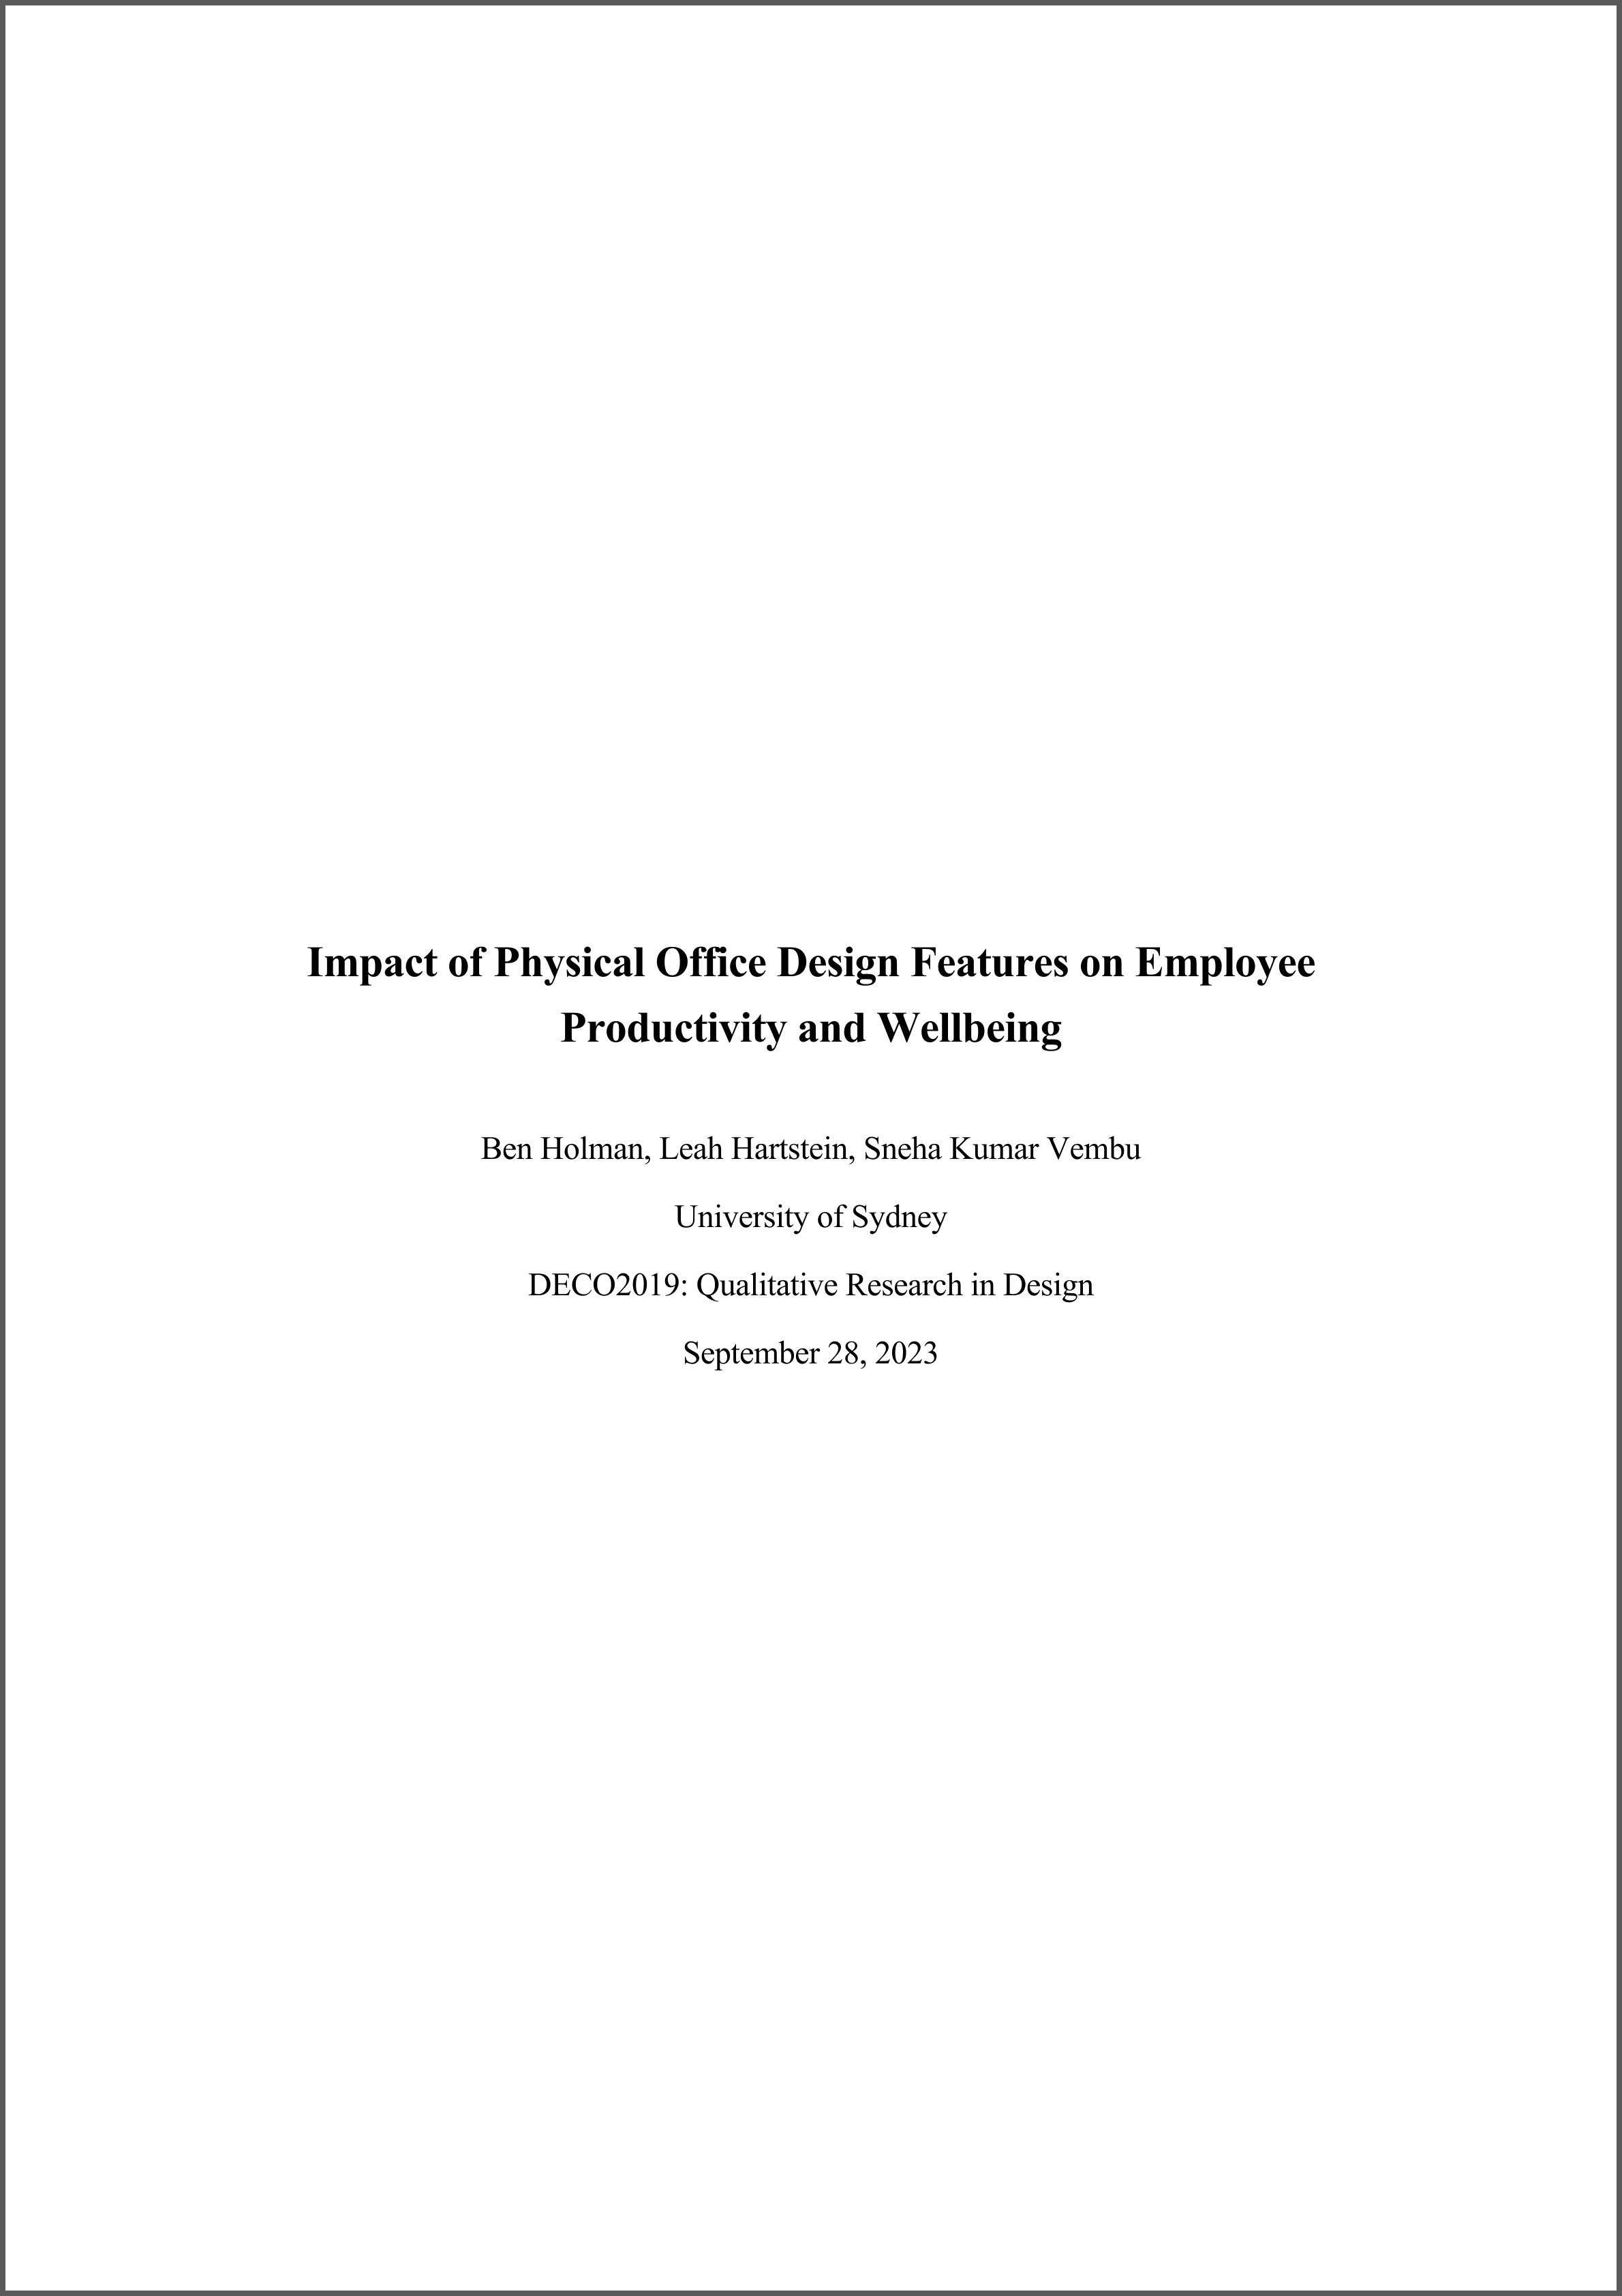 Impact of Physical Office Design Features on Employee
Productivity and Wellbeing
Ben Holman, Leah Hartstein, Sneha Kumar Vembu
University of Sydney
DECO2019: Qualitative Research in Design
September 28, 2023